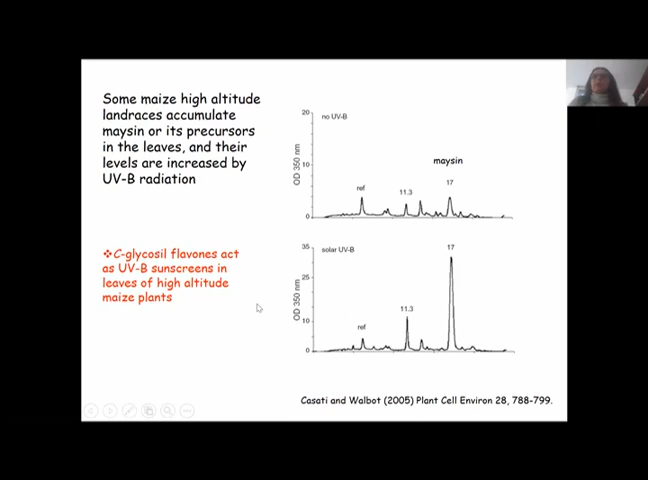 Some maize high altitude
landraces accumulate
maysin or its precursors
in the leaves, and their
levels are increased by
UV-B radiation
❖C-glycosil flavones act
as UV-B sunscreens in
leaves of high altitude
maize plants
20
no UV-B
OD 350 nm
10
maysin
ref
11.3
17
0
35
solar UV-B
17
25
OD 350 nm
11.3
10
ref
0
Casati and Walbot (2005) Plant Cell Environ 28, 788-799.